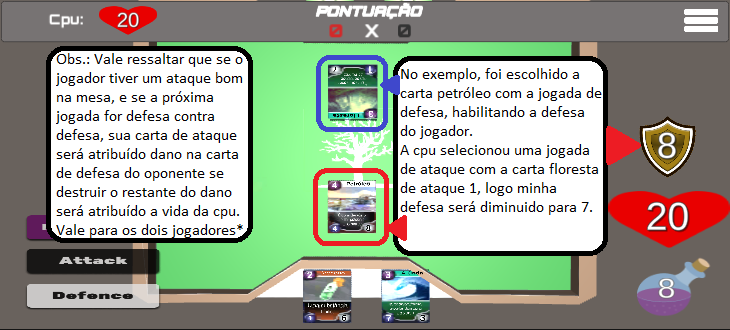 PONTUAÇÃO
Cpu: 20
0 X 0
Obs.: Vale ressaltar que se o
jogador tiver um ataque bom
na mesa, e se a próxima
jogada for defesa contra
defesa, sua carta de ataque
será atribuído dano na carta
de defesa do oponente se
destruir o restante do dano
será atribuído a vida da cpu.
Vale para os dois jogadores*
No exemplo, foi escolhido a
carta petróleo com a jogada de
defesa, habilitando a defesa
do jogador.
A cpu selecionou uma jogada
de ataque com a carta floresta
de ataque 1, logo minha
defesa será diminuido para 7.
8
20
8
4 Petróleo
4
Attack
Defence
2
1 6
3
7 3